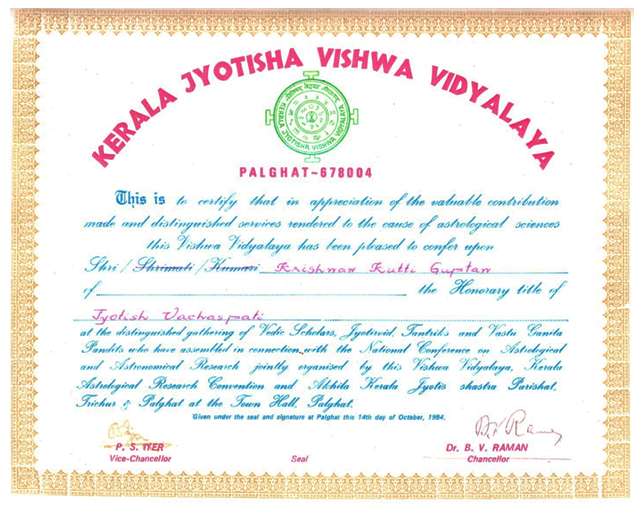 KERALA JYOTISHA VISHWA VIDYALAYA
KERALA JYOTISHA VISHWA VIDYALAYA
PALGHAT-678004
This is to certify that in appreciation of the valuable contribution
made and distinguished services rendered to the cause of astrological sciences
this Vishwa Vidyalaya has been pleased to confer upon
Shri/Shrimati/Kumari Krishnan Kutti Guptan
of the Honorary title of
Jyotish Vachaspati
at the distinguished gathering of Vedic Scholars, Jyotirvid, Tantriks and Vastu Ganita
Pandits who have assembled in connection with the National Conference on Astrological
and Astronomical Research jointly organised by this Vishwa Vidyalaya, Kerala
Astrological Research Convention and Akhila Kerala Jyotis shastra Parishat,
Trichur & Palghat at the Town Hall, Palghat.
Given under the seal and signature at Palghat this 14th day of October, 1984.
P. S. IYER
Vice-Chancellor
Seal
B.V. Raman
Dr. B. V. RAMAN
Chancellor